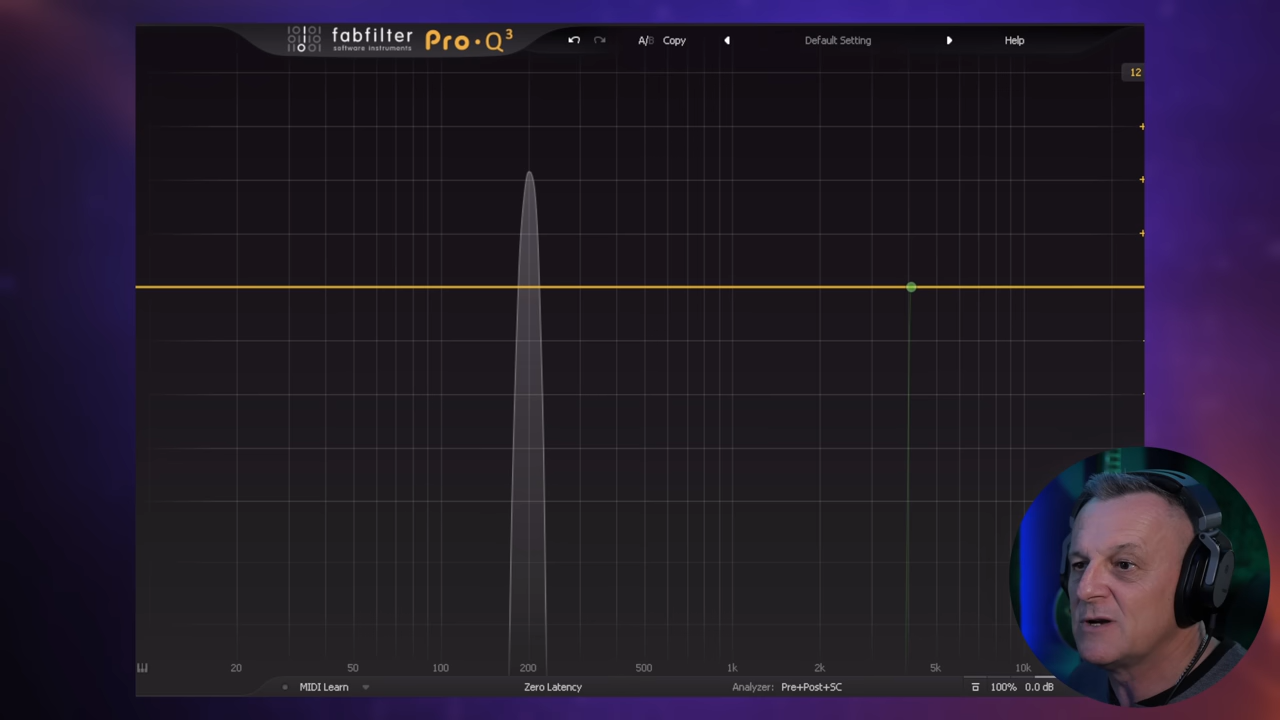 fabfilter
software instruments
Pro·Q³
A/B
Copy
Default Setting
Help
12
20
50
100
200
500
1k
2k
5k
10k
MIDI Learn
Zero Latency
Analyzer: Pre+Post+SC
100%
0.0 dB